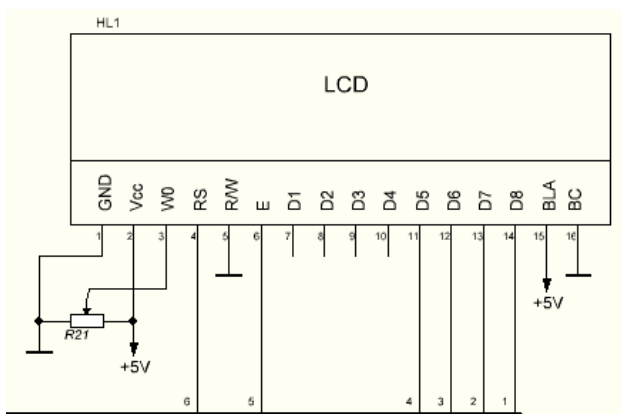 HL1
LCD
GND Vcc W0 RS R/W E D1 D2 D3 D4 D5 D6 D7 D8 BLA BC
1 2 3 4 5 6 7 8 9 10 11 12 13 14 15 16
+5V
R21
+5V
6 5 4 3 2 1